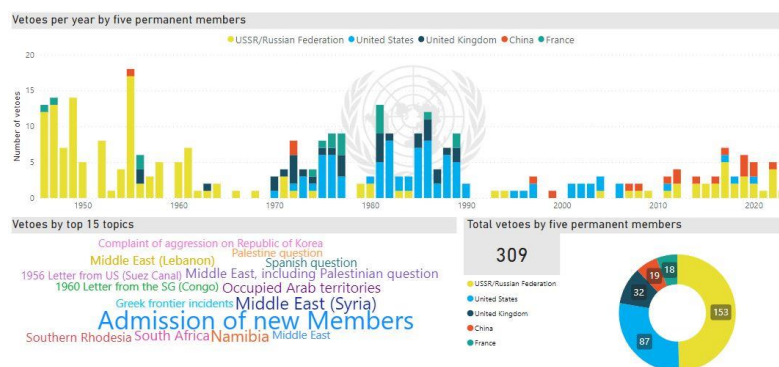 Vetoes per year by five permanent members
USSR/Russian Federation United States United Kingdom China France
20
15
10
5
0
Number of vetoes
1950 1960 1970 1980 1990 2000 2010 2020
Vetoes by top 15 topics
Complaint of aggression on Republic of Korea
Palestine question
Middle East (Lebanon)
Spanish question
1956 Letter from US (Suez Canal)
Middle East, including Palestinian question
1960 Letter from the SG (Congo)
Occupied Arab territories
Greek frontier incidents
Middle East (Syria)
Admission of new Members
Southern Rhodesia
South Africa
Namibia
Middle East
Total vetoes by five permanent members
309
USSR/Russian Federation
United States
United Kingdom
China
France
18
19
32
153
87